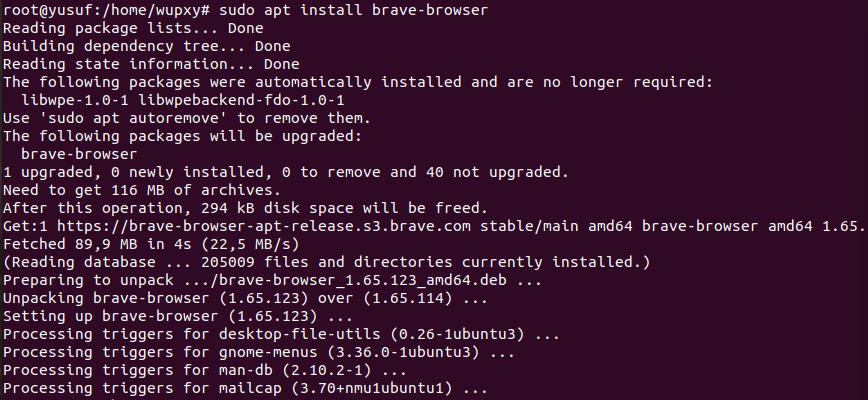 root@yusuf:/home/wupxy# sudo apt install brave-browser
Reading package lists... Done
Building dependency tree... Done
Reading state information... Done
The following packages were automatically installed and are no longer required:
  libwpe-1.0-1 libwpebackend-fdo-1.0-1
Use 'sudo apt autoremove' to remove them.
The following packages will be upgraded:
  brave-browser
1 upgraded, 0 newly installed, 0 to remove and 40 not upgraded.
Need to get 116 MB of archives.
After this operation, 294 kB disk space will be freed.
Get:1 https://brave-browser-apt-release.s3.brave.com stable/main amd64 brave-browser amd64 1.65.
Fetched 89,9 MB in 4s (22,5 MB/s)
(Reading database ... 205009 files and directories currently installed.)
Preparing to unpack .../brave-browser_1.65.123_amd64.deb ...
Unpacking brave-browser (1.65.123) over (1.65.114) ...
Setting up brave-browser (1.65.123) ...
Processing triggers for desktop-file-utils (0.26-1ubuntu3) ...
Processing triggers for gnome-menus (3.36.0-1ubuntu3) ...
Processing triggers for man-db (2.10.2-1) ...
Processing triggers for mailcap (3.70+nmu1ubuntu1) ...